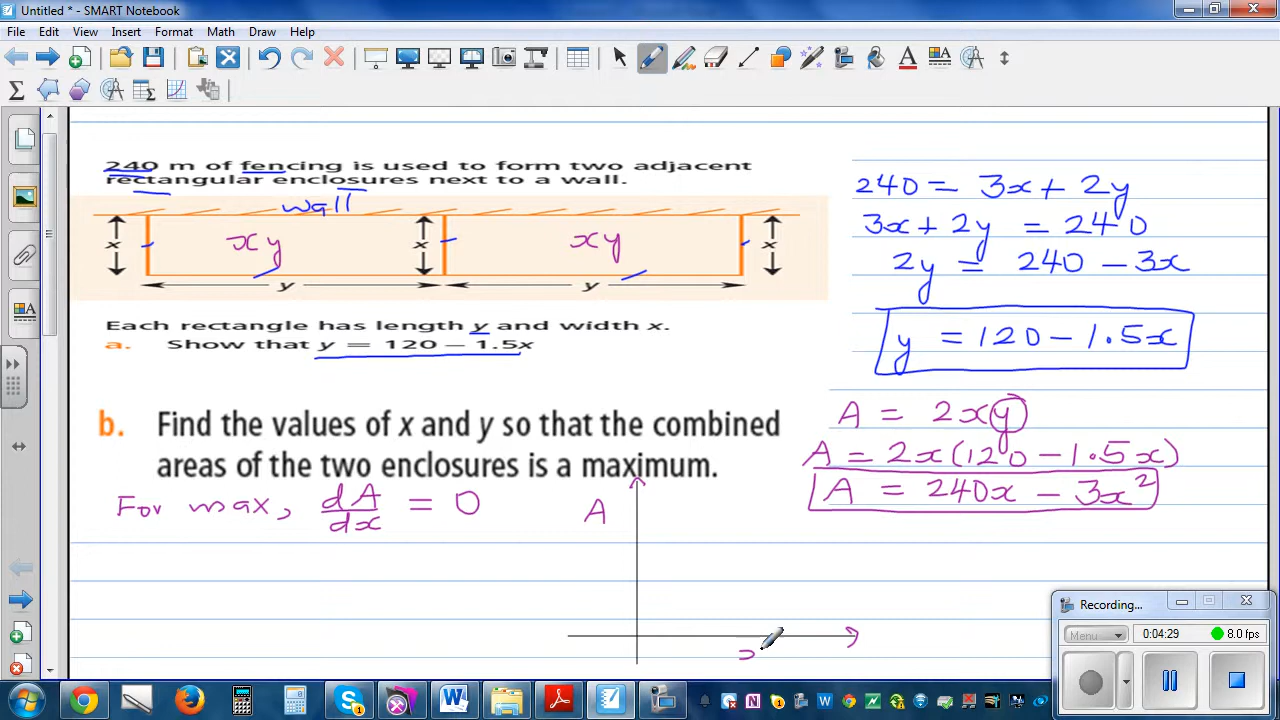 Untitled * - SMART Notebook
File Edit View Insert Format Math Draw Help
240 m of fencing is used to form two adjacent
rectangular enclosures next to a wall.
wall
x xy x xy x
y y
Each rectangle has length y and width x.
a. Show that y = 120 − 1.5x
240 = 3x + 2y
3x + 2y = 240
2y = 240 − 3x
y = 120 − 1.5x
b. Find the values of x and y so that the combined
areas of the two enclosures is a maximum.
For max, dA/dx = 0
A
A = 2xy
A = 2x(120 − 1.5x)
A = 240x − 3x²
Recording...
Menu 0:04:29 8.0 fps
12:04 PM